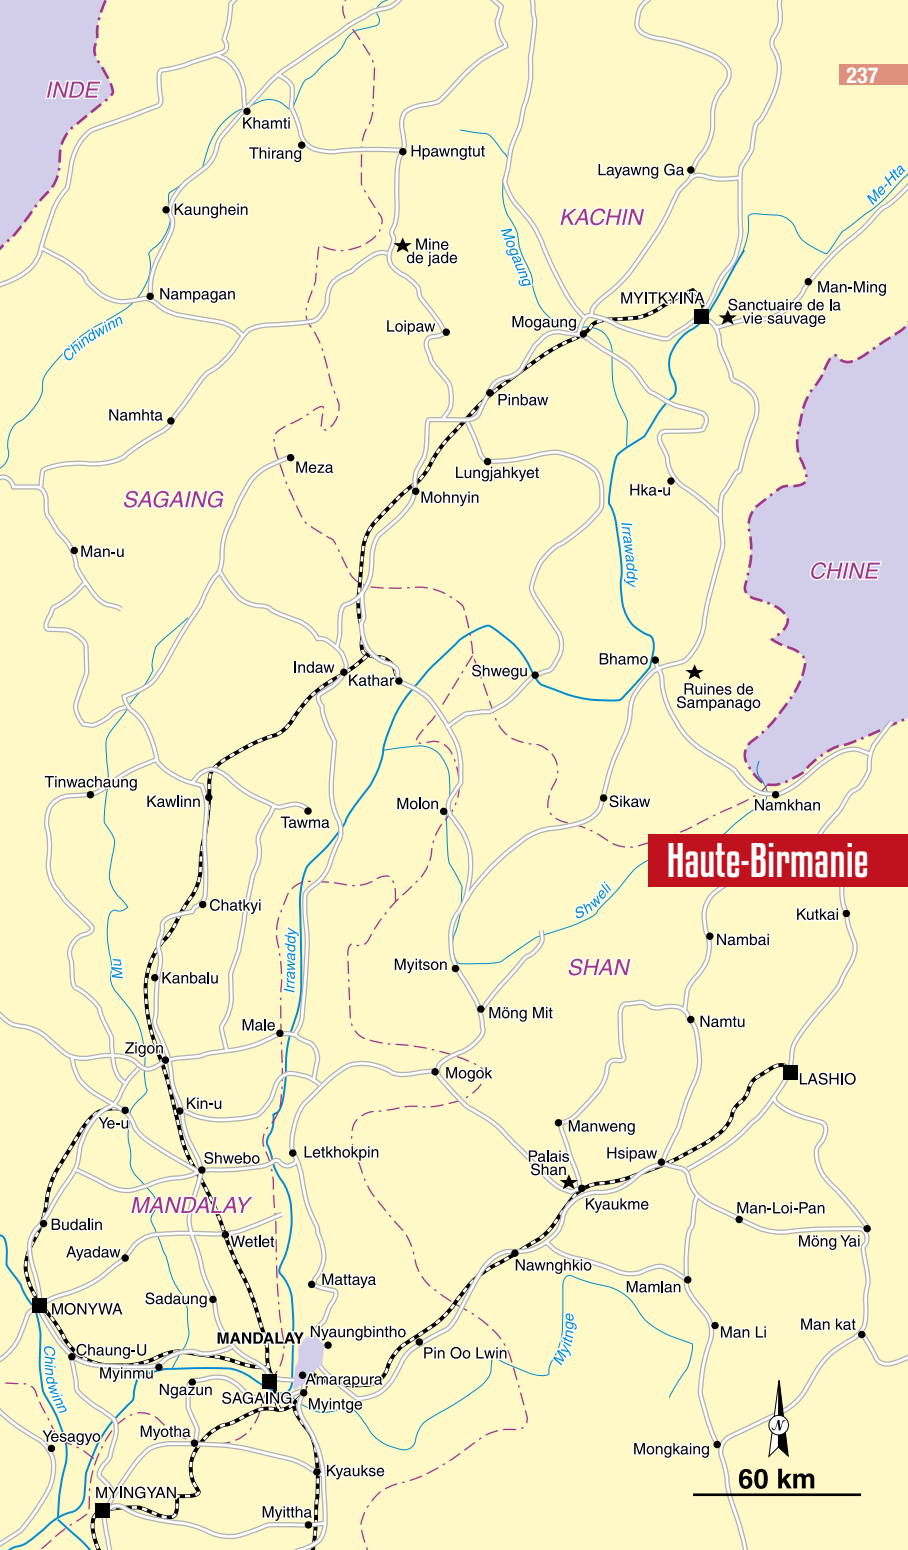 INDE
237
Khamti
Thirang
Hpawngtut
Layawng Ga
Me-Hta
Kaunghein
KACHIN
Mogaung
Mine
de jade
Nampagan
Man-Ming
MYITKYINA
Sanctuaire de la
vie sauvage
Chindwinn
Loipaw
Mogaung
Pinbaw
Namhta
Meza
Lungjahkyet
Hka-u
SAGAING
Mohnyin
Man-u
Irrawaddy
CHINE
Indaw
Kathar
Shwegu
Bhamo
Ruines de
Sampanago
Tinwachaung
Kawlinn
Tawma
Molon
Sikaw
Namkhan
Haute-Birmanie
Chatkyi
Shweli
Kutkai
Nambai
Mu
Irrawaddy
Kanbalu
Myitson
SHAN
Möng Mit
Namtu
Male
Zigon
Mogok
LASHIO
Kin-u
Ye-u
Manweng
Shwebo
Letkhokpin
Palais
Shan
Hsipaw
Kyaukme
MANDALAY
Man-Loi-Pan
Budalin
Wetlet
Möng Yai
Ayadaw
Nawnghkio
Mattaya
Mamlan
Sadaung
MONYWA
MANDALAY
Nyaungbintho
Myitnge
Man Li
Man kat
Chaung-U
Pin Oo Lwin
Chindwinn
Myinmu
Amarapura
Ngazun
SAGAING
Myintge
N
Yesagyo
Myotha
Mongkaing
Kyaukse
60 km
MYINGYAN
Myittha